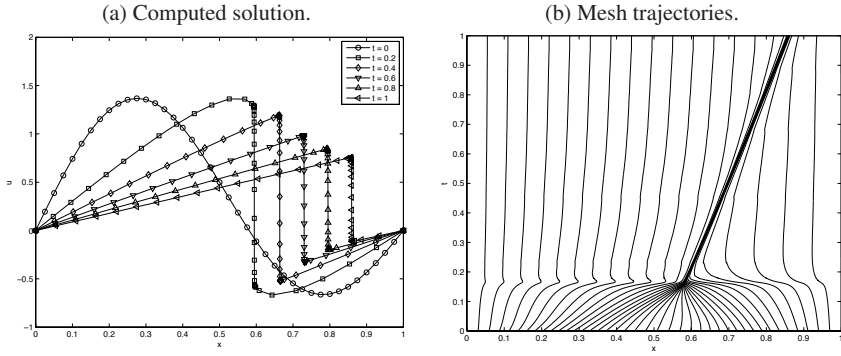 (a) Computed solution.
(b) Mesh trajectories.
2
1.5
1
0.5
0
−0.5
−1
u
0 0.1 0.2 0.3 0.4 0.5 0.6 0.7 0.8 0.9 1
x
t = 0
t = 0.2
t = 0.4
t = 0.6
t = 0.8
t = 1
1
0.9
0.8
0.7
0.6
0.5
0.4
0.3
0.2
0.1
0
t
0 0.1 0.2 0.3 0.4 0.5 0.6 0.7 0.8 0.9 1
x